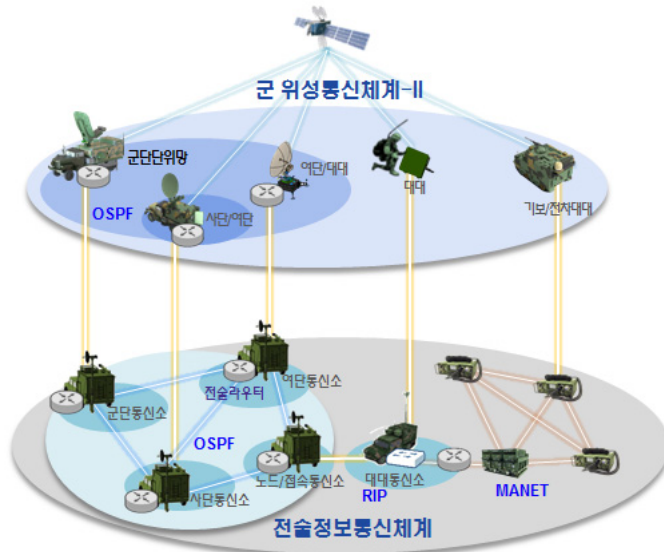 군 위성통신체계-II
군단단위망
여단/대대
대대
OSPF
사단/여단
기보/전차대대
여단통신소
전술라우터
군단통신소
OSPF
노드/접속통신소
대대통신소
RIP
MANET
사단통신소
전술정보통신체계